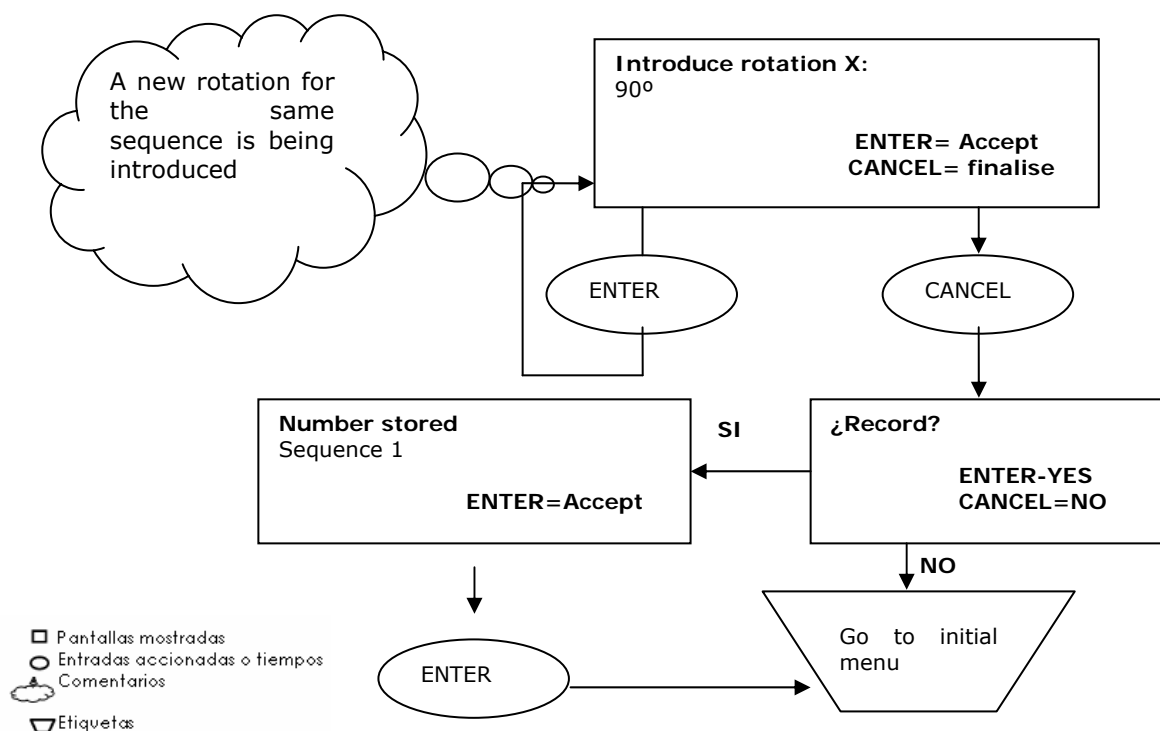 A new rotation for
the same
sequence is being
introduced
Introduce rotation X:
90º
ENTER= Accept
CANCEL= finalise
ENTER
CANCEL
Number stored
Sequence 1
ENTER=Accept
SI
¿Record?
ENTER-YES
CANCEL=NO
NO
ENTER
Go to initial
menu
Pantallas mostradas
Entradas accionadas o tiempos
Comentarios
Etiquetas